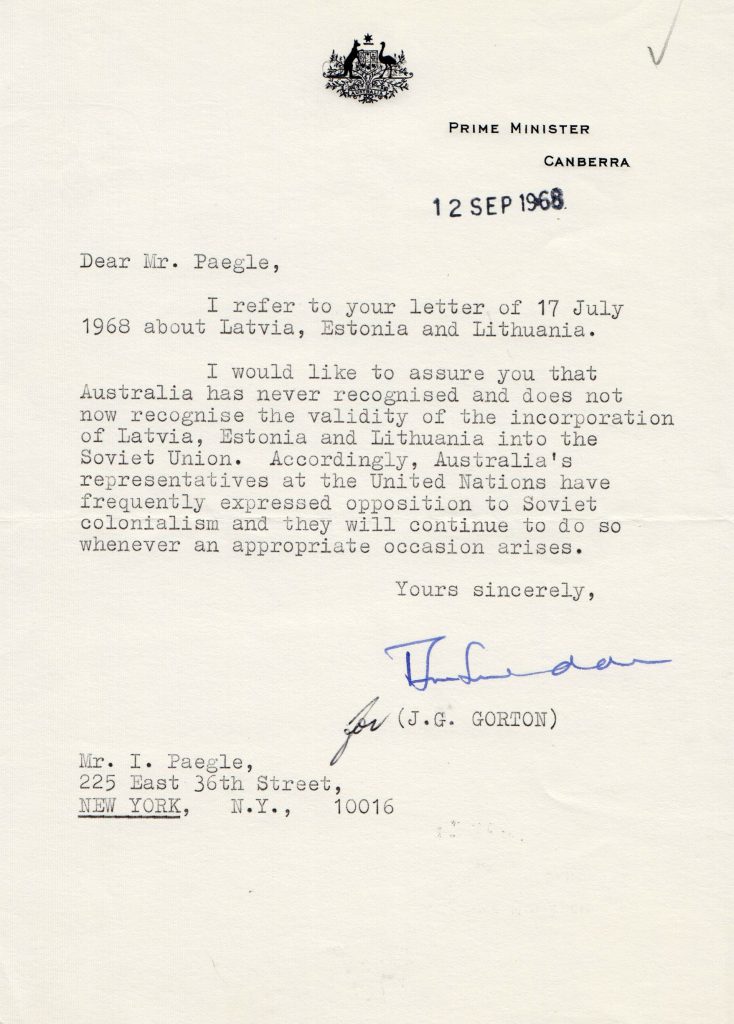 PRIME MINISTER
CANBERRA
12 SEP 1968
Dear Mr. Paegle,
I refer to your letter of 17 July
1968 about Latvia, Estonia and Lithuania.
I would like to assure you that
Australia has never recognised and does not
now recognise the validity of the incorporation
of Latvia, Estonia and Lithuania into the
Soviet Union. Accordingly, Australia's
representatives at the United Nations have
frequently expressed opposition to Soviet
colonialism and they will continue to do so
whenever an appropriate occasion arises.
Yours sincerely,
for (J.G. GORTON)
Mr. I. Paegle,
225 East 36th Street,
NEW YORK, N.Y., 10016